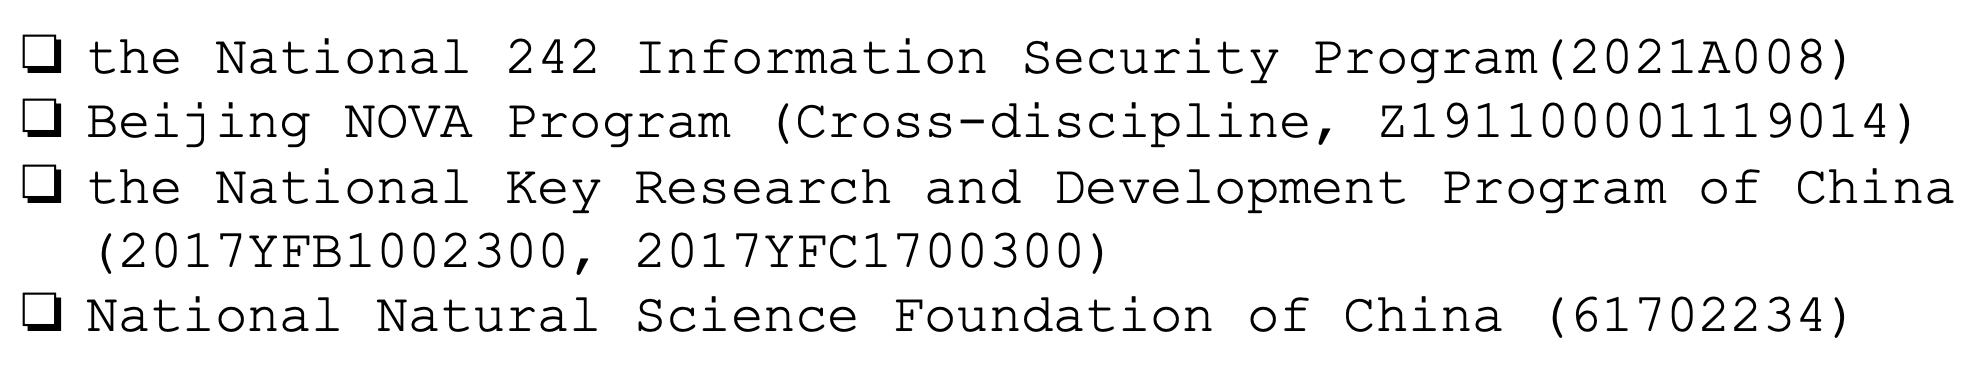 ❏ the National 242 Information Security Program(2021A008)
❏ Beijing NOVA Program (Cross-discipline, Z191100001119014)
❏ the National Key Research and Development Program of China
(2017YFB1002300, 2017YFC1700300)
❏ National Natural Science Foundation of China (61702234)